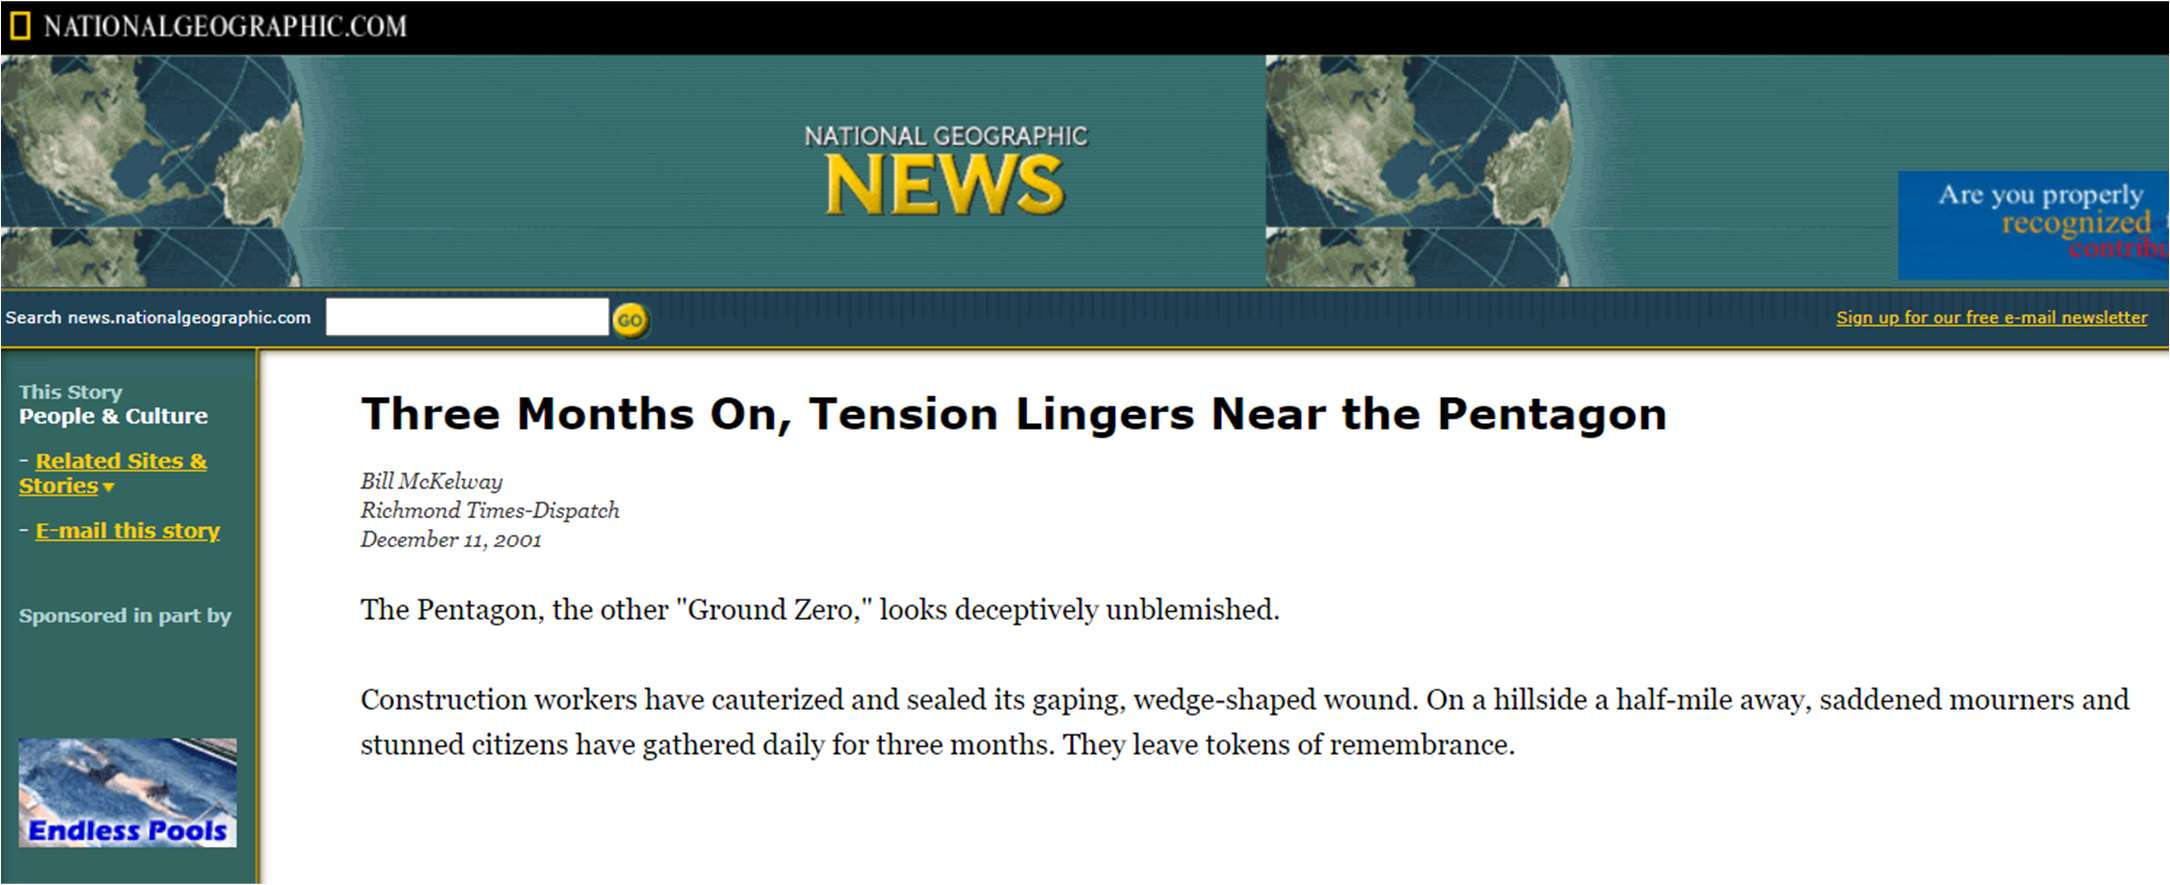 NATIONALGEOGRAPHIC.COM
NATIONAL GEOGRAPHIC
NEWS
Are you properly
recognized
Search news.nationalgeographic.com
GO
Sign up for our free e-mail newsletter
This Story
People & Culture
- Related Sites &
Stories
- E-mail this story
Sponsored in part by
Endless Pools
Three Months On, Tension Lingers Near the Pentagon
Bill McKelway
Richmond Times-Dispatch
December 11, 2001
The Pentagon, the other "Ground Zero," looks deceptively unblemished.
Construction workers have cauterized and sealed its gaping, wedge-shaped wound. On a hillside a half-mile away, saddened mourners and
stunned citizens have gathered daily for three months. They leave tokens of remembrance.